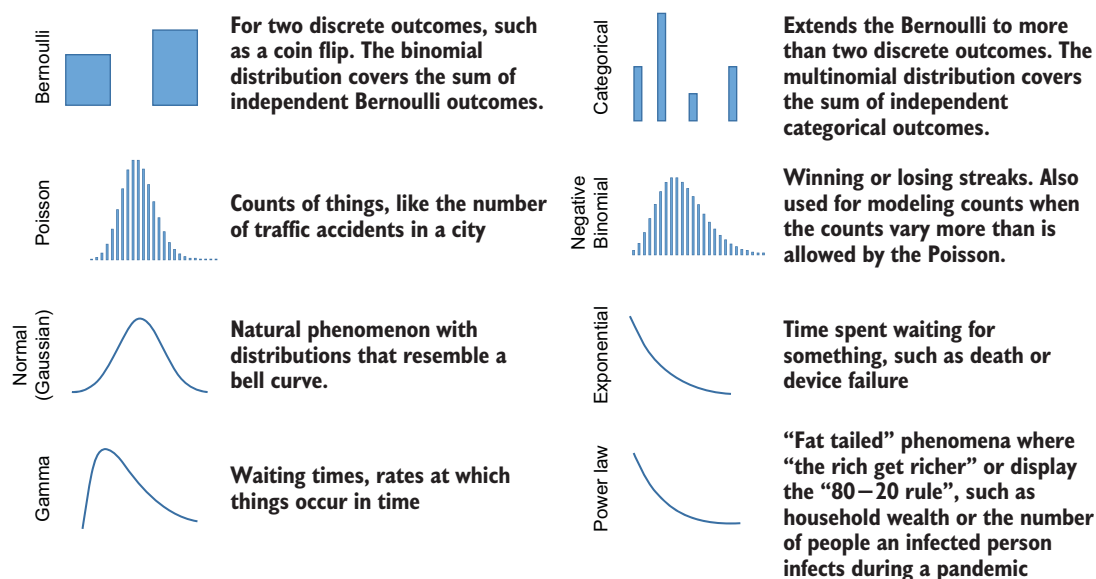 Bernoulli
For two discrete outcomes, such
as a coin flip. The binomial
distribution covers the sum of
independent Bernoulli outcomes.
Categorical
Extends the Bernoulli to more
than two discrete outcomes. The
multinomial distribution covers
the sum of independent
categorical outcomes.
Poisson
Counts of things, like the number
of traffic accidents in a city
Negative
Binomial
Winning or losing streaks. Also
used for modeling counts when
the counts vary more than is
allowed by the Poisson.
Normal
(Gaussian)
Natural phenomenon with
distributions that resemble a
bell curve.
Exponential
Time spent waiting for
something, such as death or
device failure
Gamma
Waiting times, rates at which
things occur in time
Power law
“Fat tailed” phenomena where
“the rich get richer” or display
the “80–20 rule”, such as
household wealth or the number
of people an infected person
infects during a pandemic